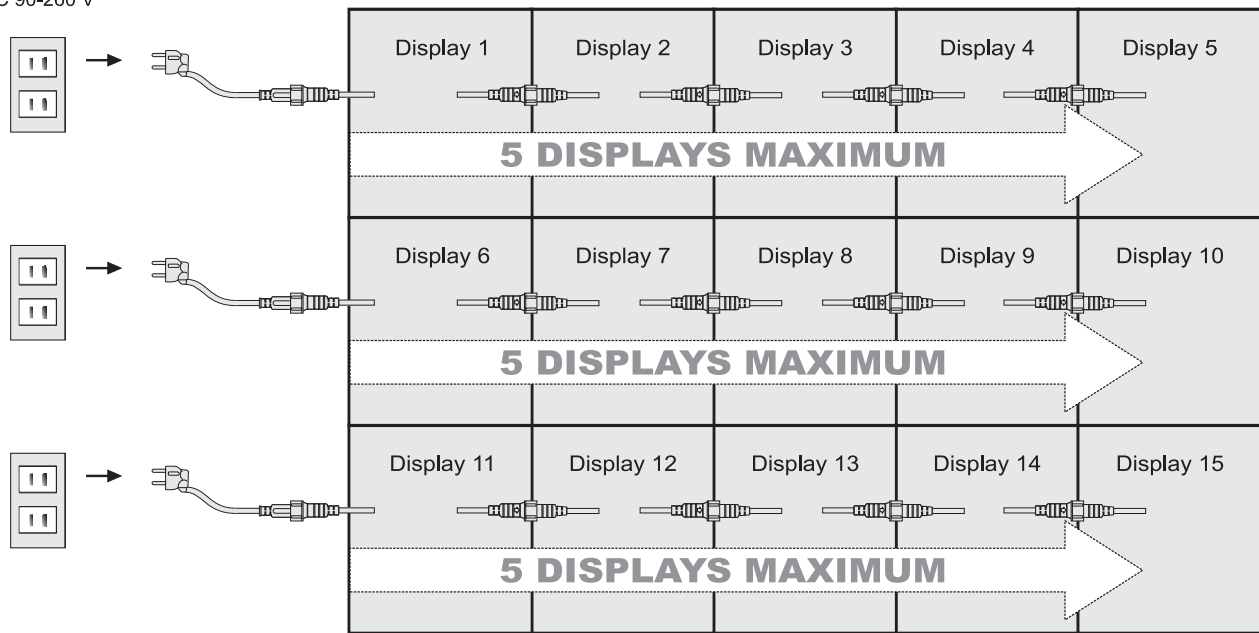 C 90-260 V
Display 1 Display 2 Display 3 Display 4 Display 5
5 DISPLAYS MAXIMUM
Display 6 Display 7 Display 8 Display 9 Display 10
5 DISPLAYS MAXIMUM
Display 11 Display 12 Display 13 Display 14 Display 15
5 DISPLAYS MAXIMUM